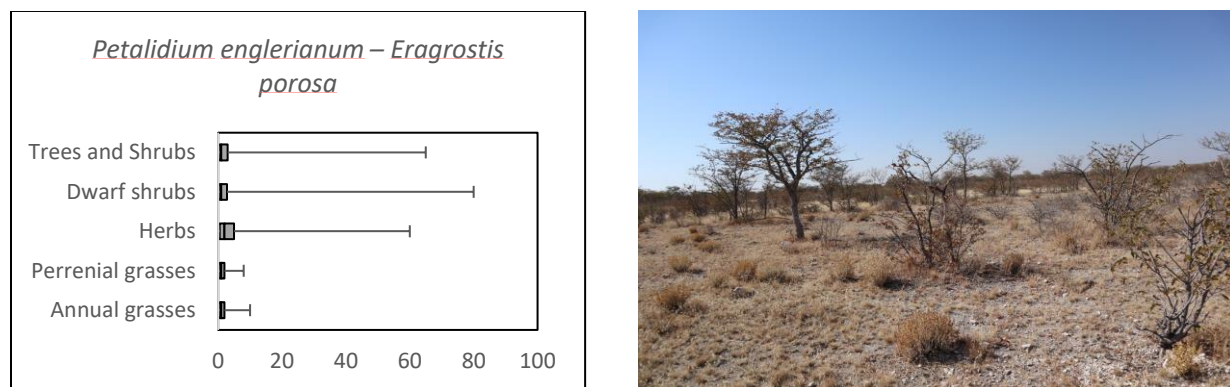 Petalidium englerianum – Eragrostis
porosa
Trees and Shrubs
Dwarf shrubs
Herbs
Perrenial grasses
Annual grasses
0 20 40 60 80 100